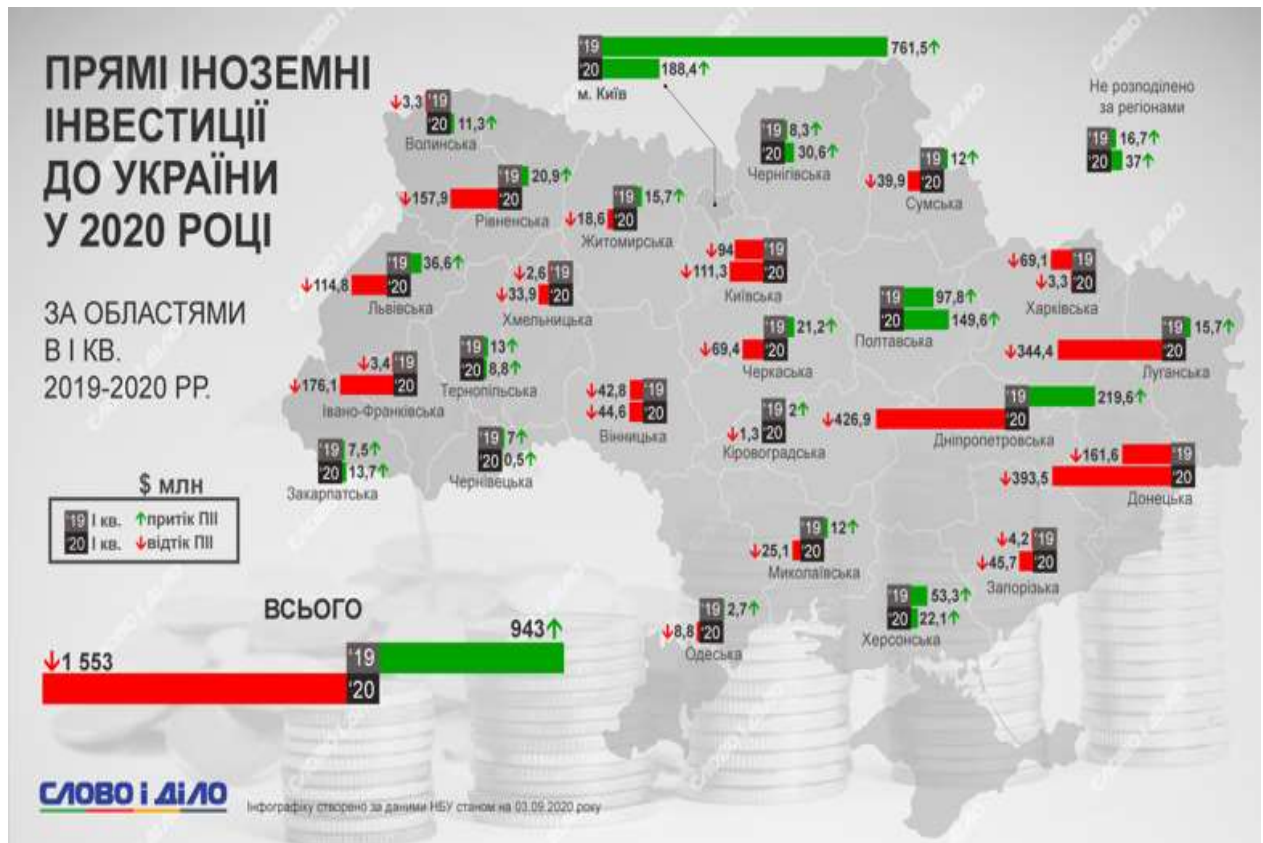 ПРЯМІ ІНОЗЕМНІ
ІНВЕСТИЦІЇ
ДО УКРАЇНИ
У 2020 РОЦІ
ЗА ОБЛАСТЯМИ
В І КВ.
2019-2020 РР.
'19 761,5↑
'20 188,4↑
м. Київ
Не розподілено
за регіонами
'19 16,7↑
'20 37↑
↓3,3 '19
'20 11,3↑
Волинська
'19 20,9↑
↓157,9 '20
Рівненська
'19 15,7↑
↓18,6 '20
Житомирська
'19 8,3↑
'20 30,6↑
Чернігівська
'19 12↑
↓39,9 '20
Сумська
'19 36,6↑
↓114,8 '20
Львівська
↓2,6 '19
↓33,9 '20
Хмельницька
↓94 '19
↓111,3 '20
Київська
↓69,1 '19
↓3,3 '20
Харківська
'19 97,8↑
'20 149,6↑
Полтавська
'19 15,7↑
↓344,4 '20
Луганська
↓3,4 '19
↓176,1 '20
Івано-Франківська
'19 13↑
'20 8,8↑
Тернопільська
'19 21,2↑
↓69,4 '20
Черкаська
↓42,8 '19
↓44,6 '20
Вінницька
'19 2↑
↓1,3 '20
Кіровоградська
'19 219,6↑
↓426,9 '20
Дніпропетровська
↓161,6 '19
↓393,5 '20
Донецька
'19 7,5↑
'20 13,7↑
Закарпатська
'19 7↑
'20 0,5↑
Чернівецька
'19 12↑
↓25,1 '20
Миколаївська
↓4,2 '19
↓45,7 '20
Запорізька
'19 53,3↑
'20 22,1↑
Херсонська
'19 2,7↑
↓8,8 '20
Одеська
$ млн
'19 І кв. ↑притік ПІІ
'20 І кв. ↓відтік ПІІ
ВСЬОГО
'19 943↑
↓1 553 '20
СЛОВО і ДІЛО
Інфографіку створено за даними НБУ станом на 03.09.2020 року